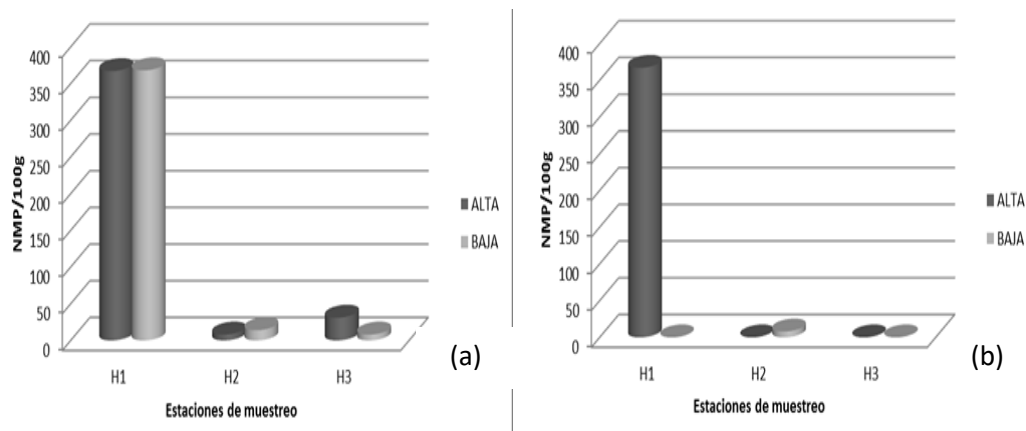 400
350
300
250
200
150
100
50
0
NMP/100g
H1 H2 H3
Estaciones de muestreo
ALTA
BAJA
(a)
400
350
300
250
200
150
100
50
0
NMP/100g
H1 H2 H3
Estaciones de muestreo
ALTA
BAJA
(b)